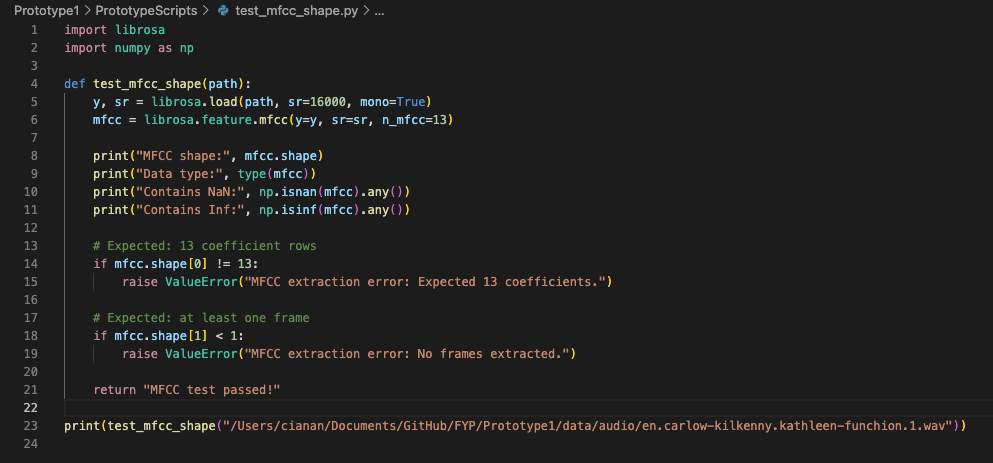 Prototype1 > PrototypeScripts > test_mfcc_shape.py > ...
1 import librosa
2 import numpy as np
3
4 def test_mfcc_shape(path):
5     y, sr = librosa.load(path, sr=16000, mono=True)
6     mfcc = librosa.feature.mfcc(y=y, sr=sr, n_mfcc=13)
7
8     print("MFCC shape:", mfcc.shape)
9     print("Data type:", type(mfcc))
10     print("Contains NaN:", np.isnan(mfcc).any())
11     print("Contains Inf:", np.isinf(mfcc).any())
12
13     # Expected: 13 coefficient rows
14     if mfcc.shape[0] != 13:
15         raise ValueError("MFCC extraction error: Expected 13 coefficients.")
16
17     # Expected: at least one frame
18     if mfcc.shape[1] < 1:
19         raise ValueError("MFCC extraction error: No frames extracted.")
20
21     return "MFCC test passed!"
22
23 print(test_mfcc_shape("/Users/cianan/Documents/GitHub/FYP/Prototype1/data/audio/en.carlow-kilkenny.kathleen-funchion.1.wav"))
24